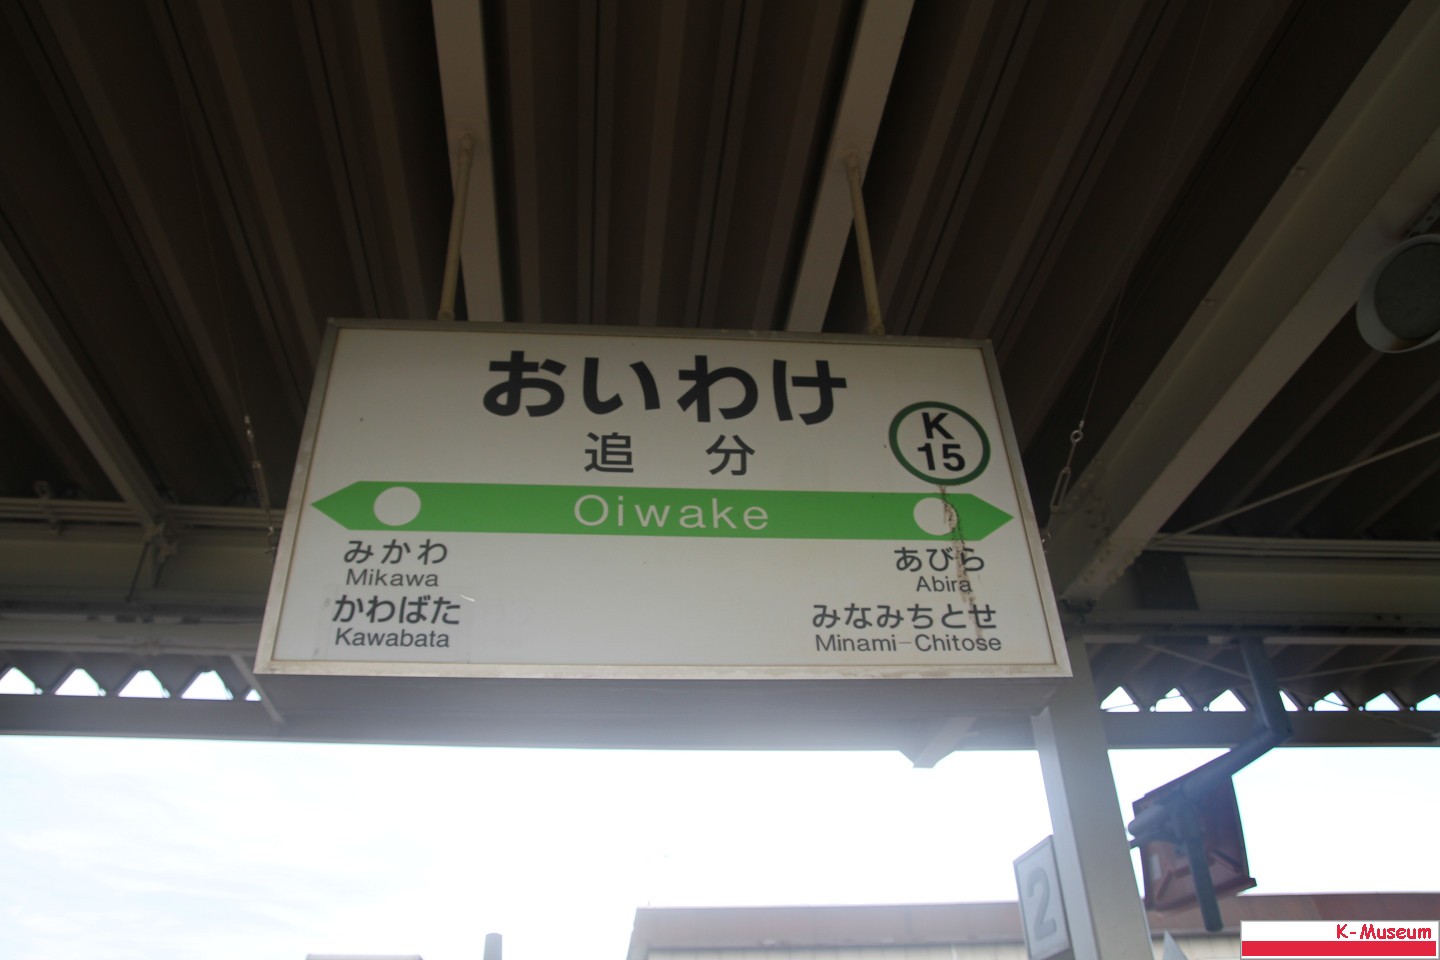 おいわけ
追分
K
15
Oiwake
みかわ
Mikawa
かわばた
Kawabata
あびら
Abira
みなみちとせ
Minami-Chitose
2
K-Museum